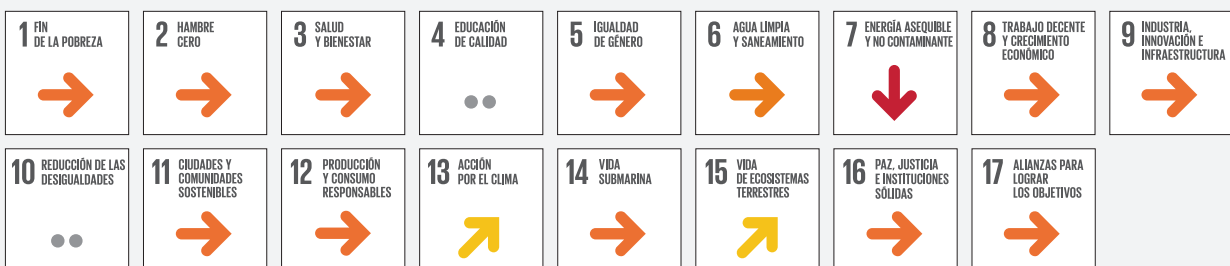 1 FIN
DE LA POBREZA
2 HAMBRE
CERO
3 SALUD
Y BIENESTAR
4 EDUCACIÓN
DE CALIDAD
5 IGUALDAD
DE GÉNERO
6 AGUA LIMPIA
Y SANEAMIENTO
7 ENERGÍA ASEQUIBLE
Y NO CONTAMINANTE
8 TRABAJO DECENTE
Y CRECIMIENTO
ECONÓMICO
9 INDUSTRIA,
INNOVACIÓN E
INFRAESTRUCTURA
10 REDUCCIÓN DE LAS
DESIGUALDADES
11 CIUDADES Y
COMUNIDADES
SOSTENIBLES
12 PRODUCCIÓN
Y CONSUMO
RESPONSABLES
13 ACCIÓN
POR EL CLIMA
14 VIDA
SUBMARINA
15 VIDA
DE ECOSISTEMAS
TERRESTRES
16 PAZ, JUSTICIA
E INSTITUCIONES
SÓLIDAS
17 ALIANZAS PARA
LOGRAR
LOS OBJETIVOS